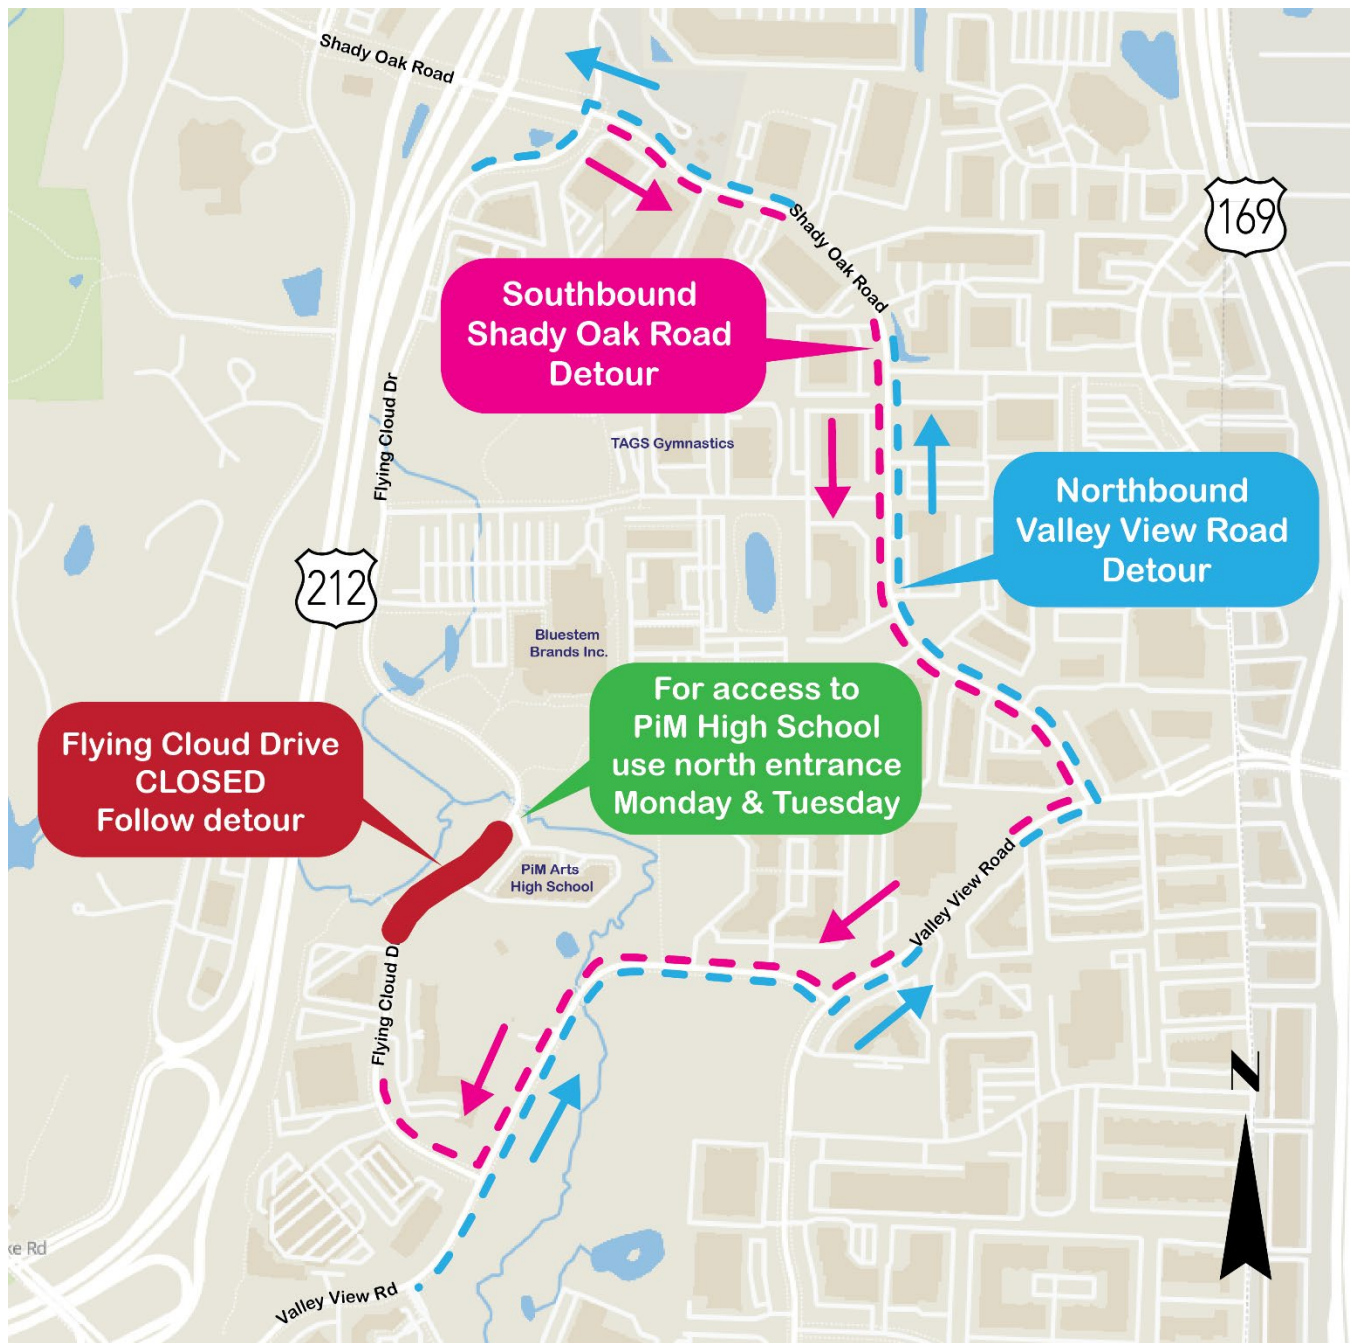 Shady Oak Road
169
Shady Oak Road
Southbound
Shady Oak Road
Detour
Flying Cloud Dr
TAGS Gymnastics
Northbound
Valley View Road
Detour
212
Bluestem
Brands Inc.
For access to
PiM High School
use north entrance
Monday & Tuesday
Flying Cloud Drive
CLOSED
Follow detour
PiM Arts
High School
Valley View Road
Flying Cloud D
N
ke Rd
Valley View Rd